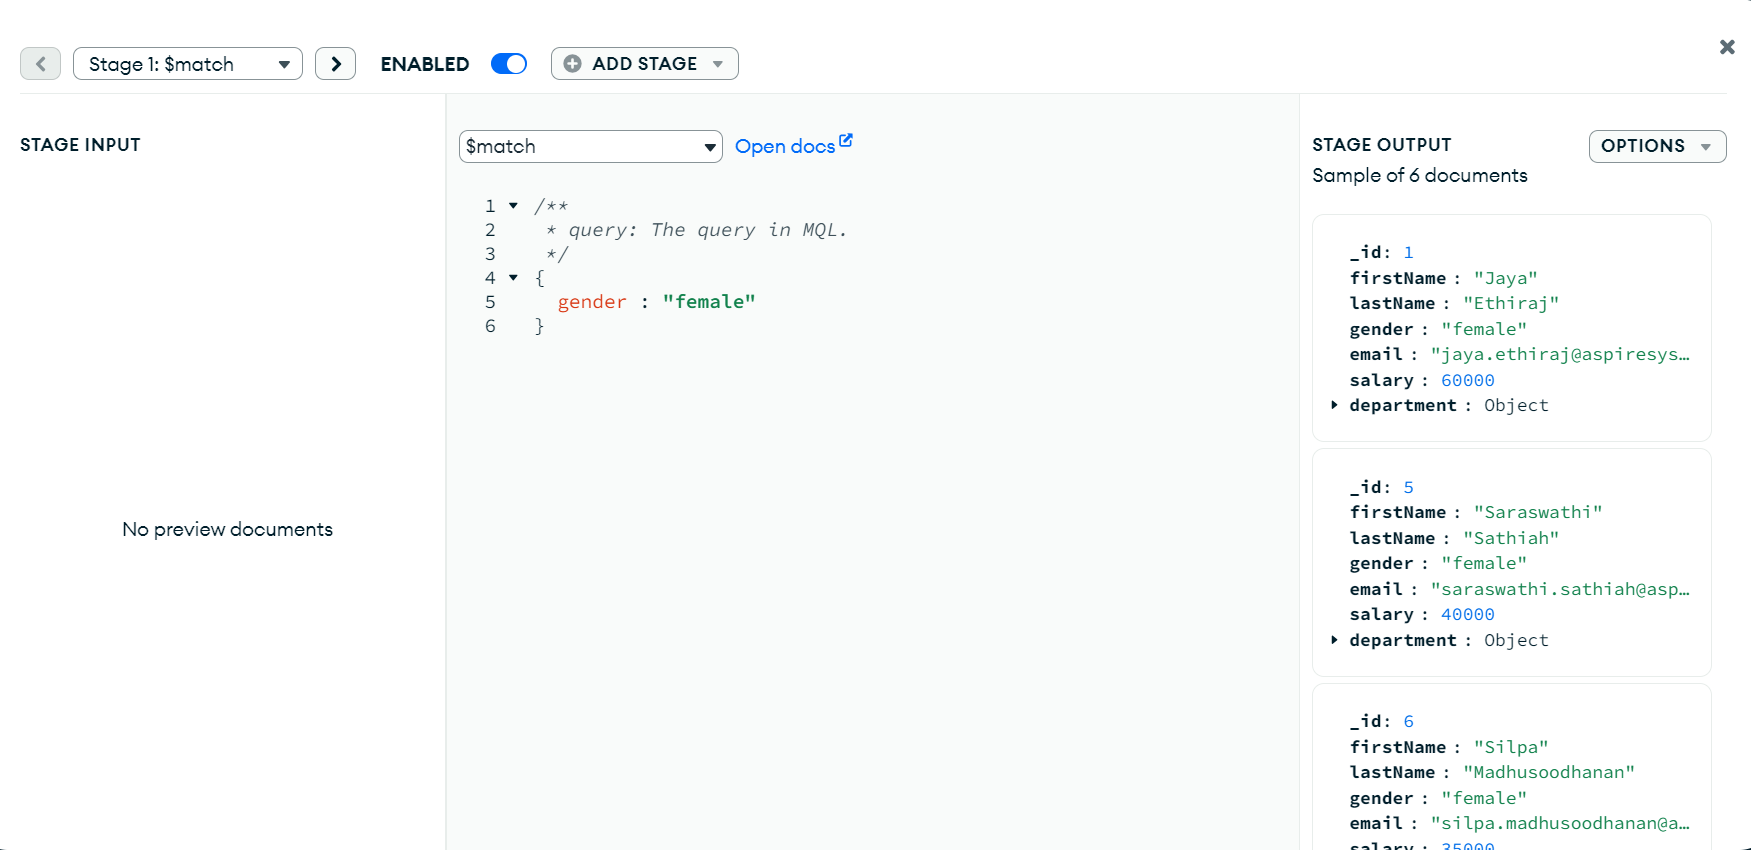 Stage 1: $match
ENABLED
ADD STAGE
STAGE INPUT
No preview documents
$match
Open docs
1 /**
2 * query: The query in MQL.
3 */
4 {
5 gender : "female"
6 }
STAGE OUTPUT
OPTIONS
Sample of 6 documents
_id: 1
firstName : "Jaya"
lastName : "Ethiraj"
gender : "female"
email : "jaya.ethiraj@aspiresys…
salary : 60000
department : Object
_id: 5
firstName : "Saraswathi"
lastName : "Sathiah"
gender : "female"
email : "saraswathi.sathiah@asp…
salary : 40000
department : Object
_id: 6
firstName : "Silpa"
lastName : "Madhusoodhanan"
gender : "female"
email : "silpa.madhusoodhanan@a…
salary : 35000